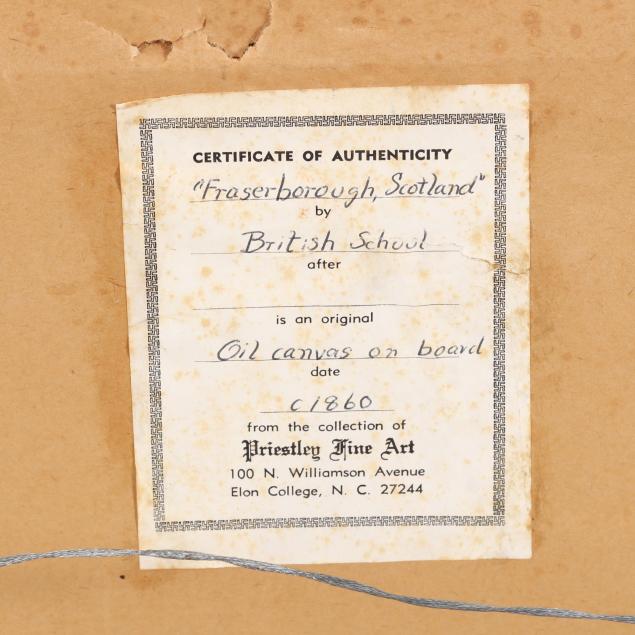 CERTIFICATE OF AUTHENTICITY
"Fraserborough, Scotland"
by
British School
after
is an original
Oil canvas on board
date
c1860
from the collection of
Priestley Fine Art
100 N. Williamson Avenue
Elon College, N. C. 27244